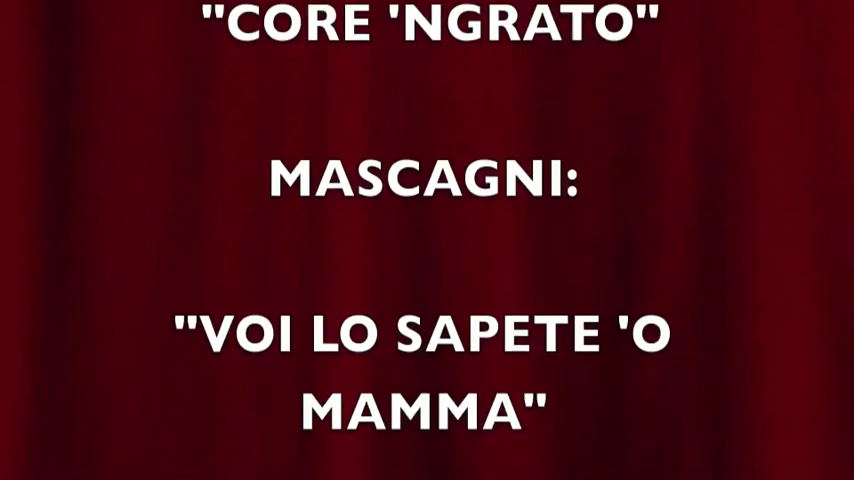 "CORE 'NGRATO"
MASCAGNI:
"VOI LO SAPETE 'O
MAMMA"